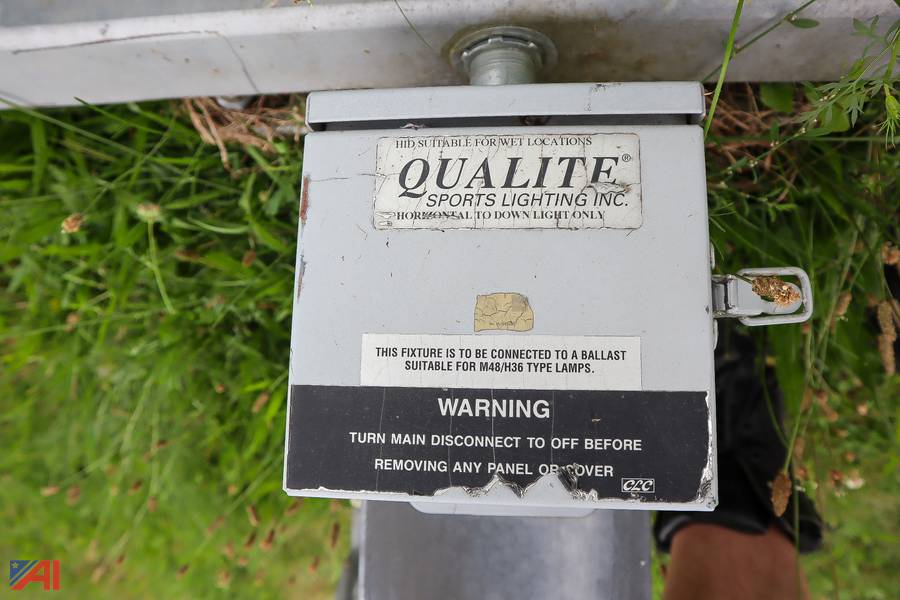 HID SUITABLE FOR WET LOCATIONS
QUALITE®
SPORTS LIGHTING INC.
HORIZONTAL TO DOWN LIGHT ONLY
THIS FIXTURE IS TO BE CONNECTED TO A BALLAST
SUITABLE FOR M48/H36 TYPE LAMPS.
WARNING
TURN MAIN DISCONNECT TO OFF BEFORE
REMOVING ANY PANEL OR COVER
CLC
AI